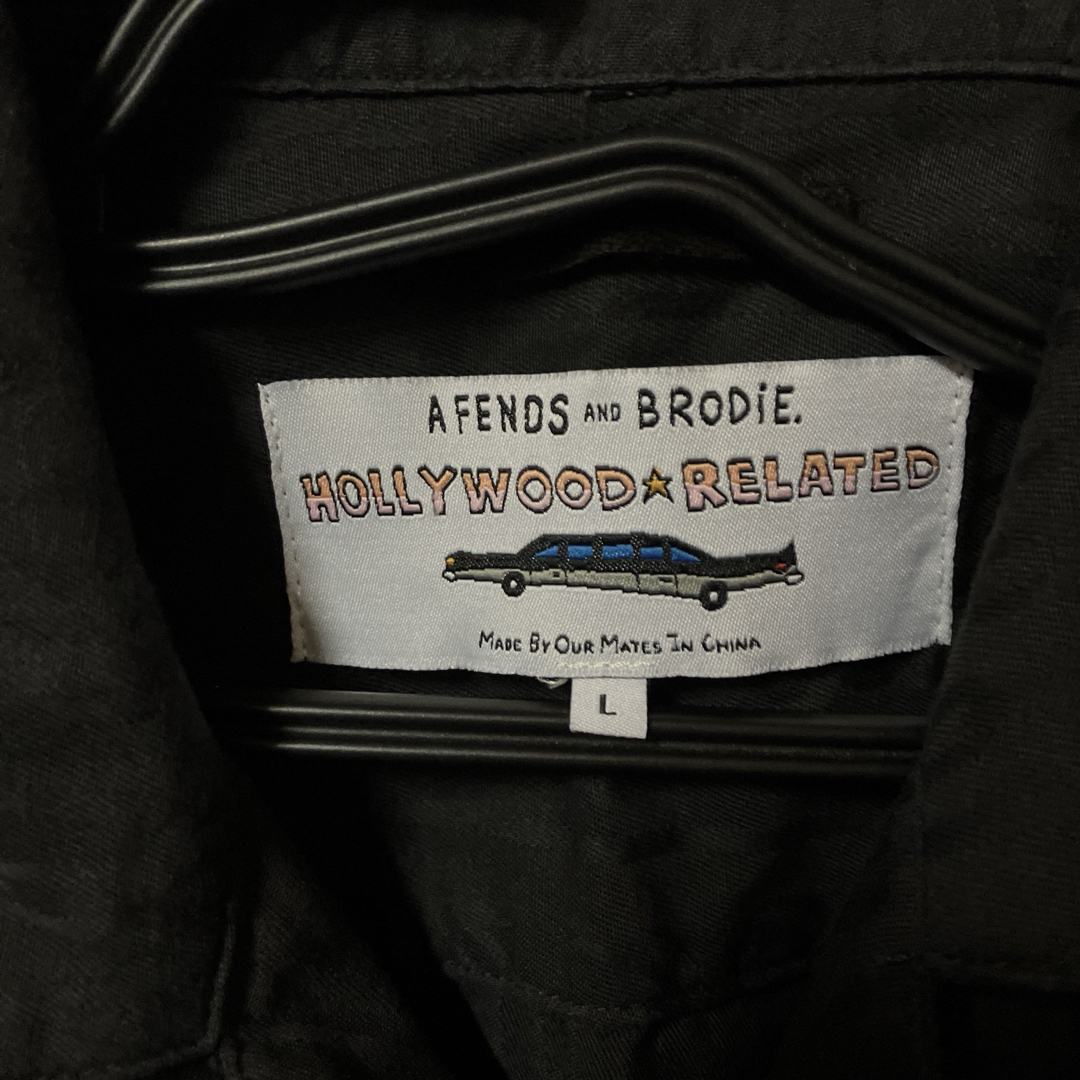 AFENDS AND BRODiE.
HOLLYWOOD★RELATED
MADE BY OUR MATES IN CHINA
L